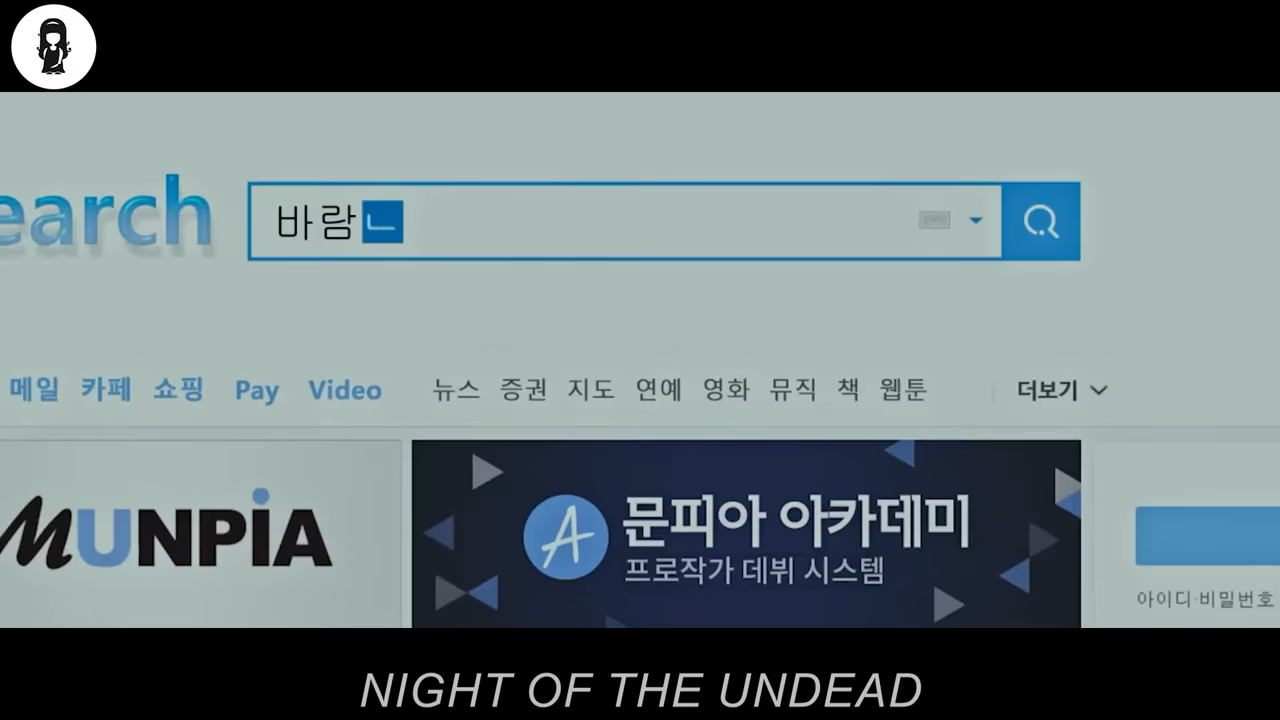 earch
바람ㄴ
메일 카페 쇼핑 Pay Video 뉴스 증권 지도 연예 영화 뮤직 책 웹툰 더보기
MUNPIA
A 문피아 아카데미
프로작가 데뷔 시스템
아이디·비밀번호
NIGHT OF THE UNDEAD